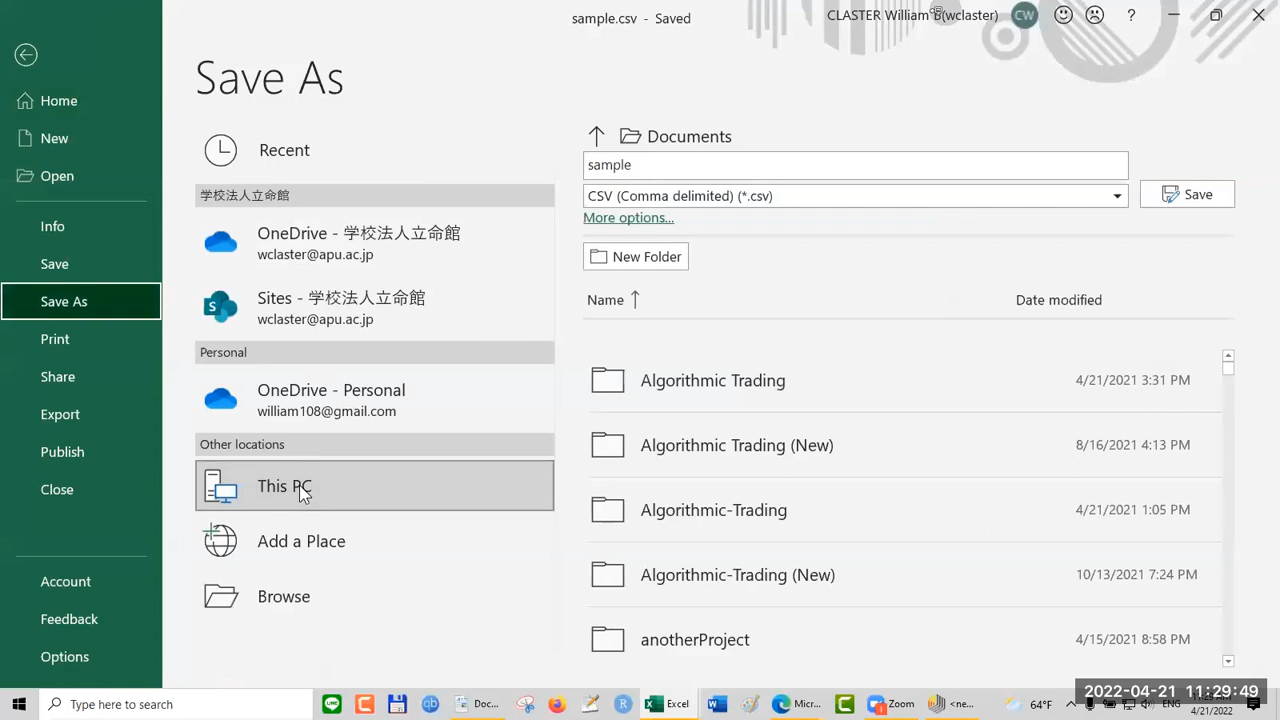 sample.csv - Saved
CLASTER William B(wclaster)
CW
?
Home
New
Open
Info
Save
Save As
Print
Share
Export
Publish
Close
Account
Feedback
Options
Save As
Recent
学校法人立命館
OneDrive - 学校法人立命館
wclaster@apu.ac.jp
S
Sites - 学校法人立命館
wclaster@apu.ac.jp
Personal
OneDrive - Personal
william108@gmail.com
Other locations
This PC
Add a Place
Browse
Documents
sample
CSV (Comma delimited) (*.csv)
Save
More options...
New Folder
Name
Date modified
Algorithmic Trading 4/21/2021 3:31 PM
Algorithmic Trading (New) 8/16/2021 4:13 PM
Algorithmic-Trading 4/21/2021 1:05 PM
Algorithmic-Trading (New) 10/13/2021 7:24 PM
anotherProject 4/15/2021 8:58 PM
Type here to search
Doc...
Excel
Micr...
Zoom
<ne...
64°F
ENG
2022-04-21 11:29:49
4/21/2022